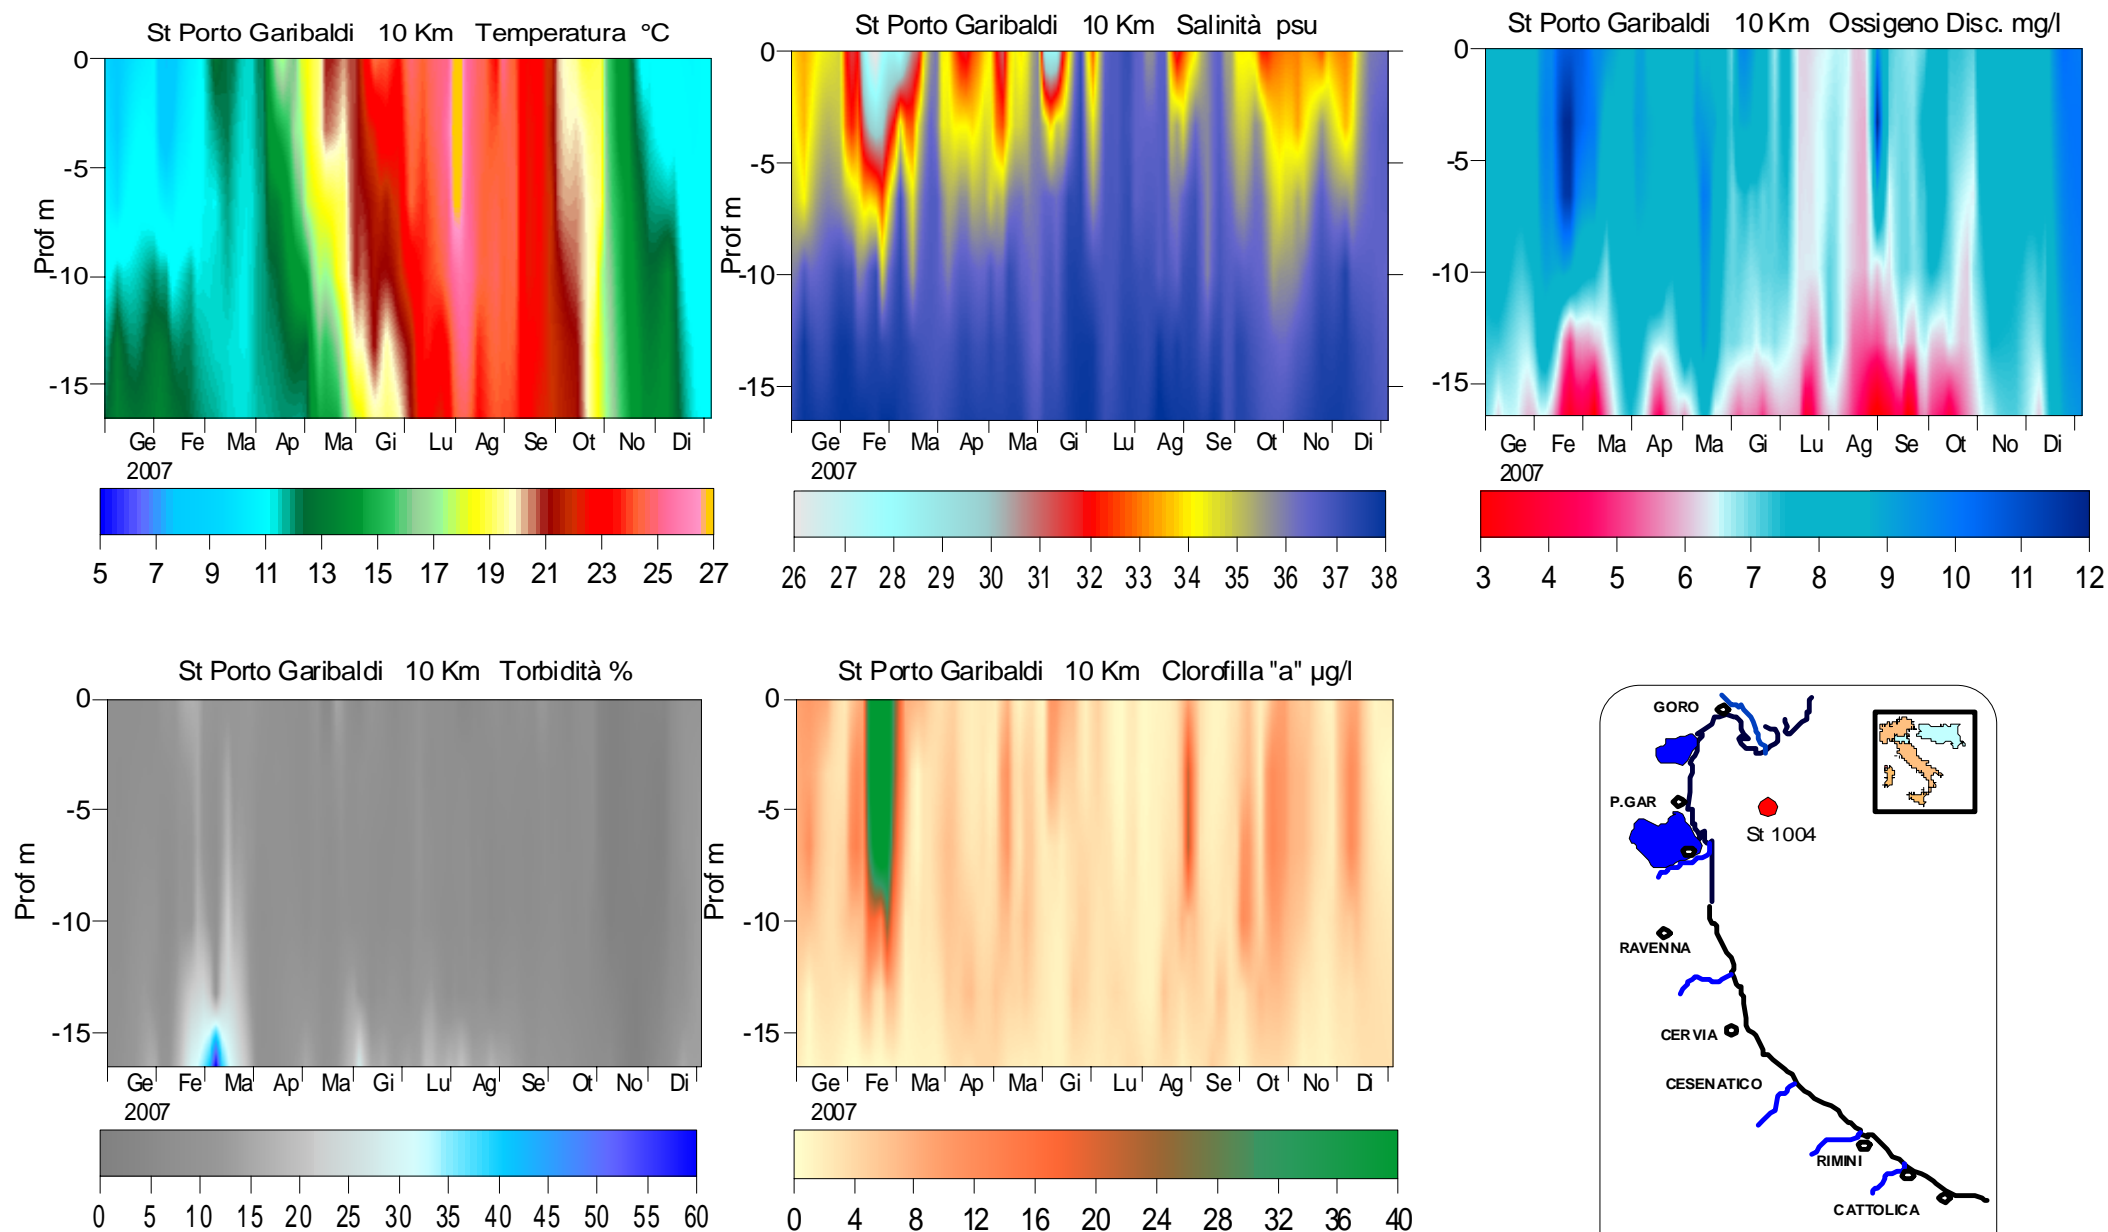 St Porto Garibaldi 10 Km Temperatura °C
0
-5
-10
-15
Prof m
Ge Fe Ma Ap Ma Gi Lu Ag Se Ot No Di
2007
5 7 9 11 13 15 17 19 21 23 25 27
St Porto Garibaldi 10 Km Salinità psu
0
-5
-10
-15
Prof m
Ge Fe Ma Ap Ma Gi Lu Ag Se Ot No Di
2007
26 27 28 29 30 31 32 33 34 35 36 37 38
St Porto Garibaldi 10 Km Ossigeno Disc. mg/l
0
-5
-10
-15
Ge Fe Ma Ap Ma Gi Lu Ag Se Ot No Di
2007
3 4 5 6 7 8 9 10 11 12
St Porto Garibaldi 10 Km Torbidità %
0
-5
-10
-15
Prof m
Ge Fe Ma Ap Ma Gi Lu Ag Se Ot No Di
2007
0 5 10 15 20 25 30 35 40 45 50 55 60
St Porto Garibaldi 10 Km Clorofilla "a" µg/l
0
-5
-10
-15
Prof m
Ge Fe Ma Ap Ma Gi Lu Ag Se Ot No Di
2007
0 4 8 12 16 20 24 28 32 36 40
GORO
P.GAR
St 1004
RAVENNA
CERVIA
CESENATICO
RIMINI
CATTOLICA